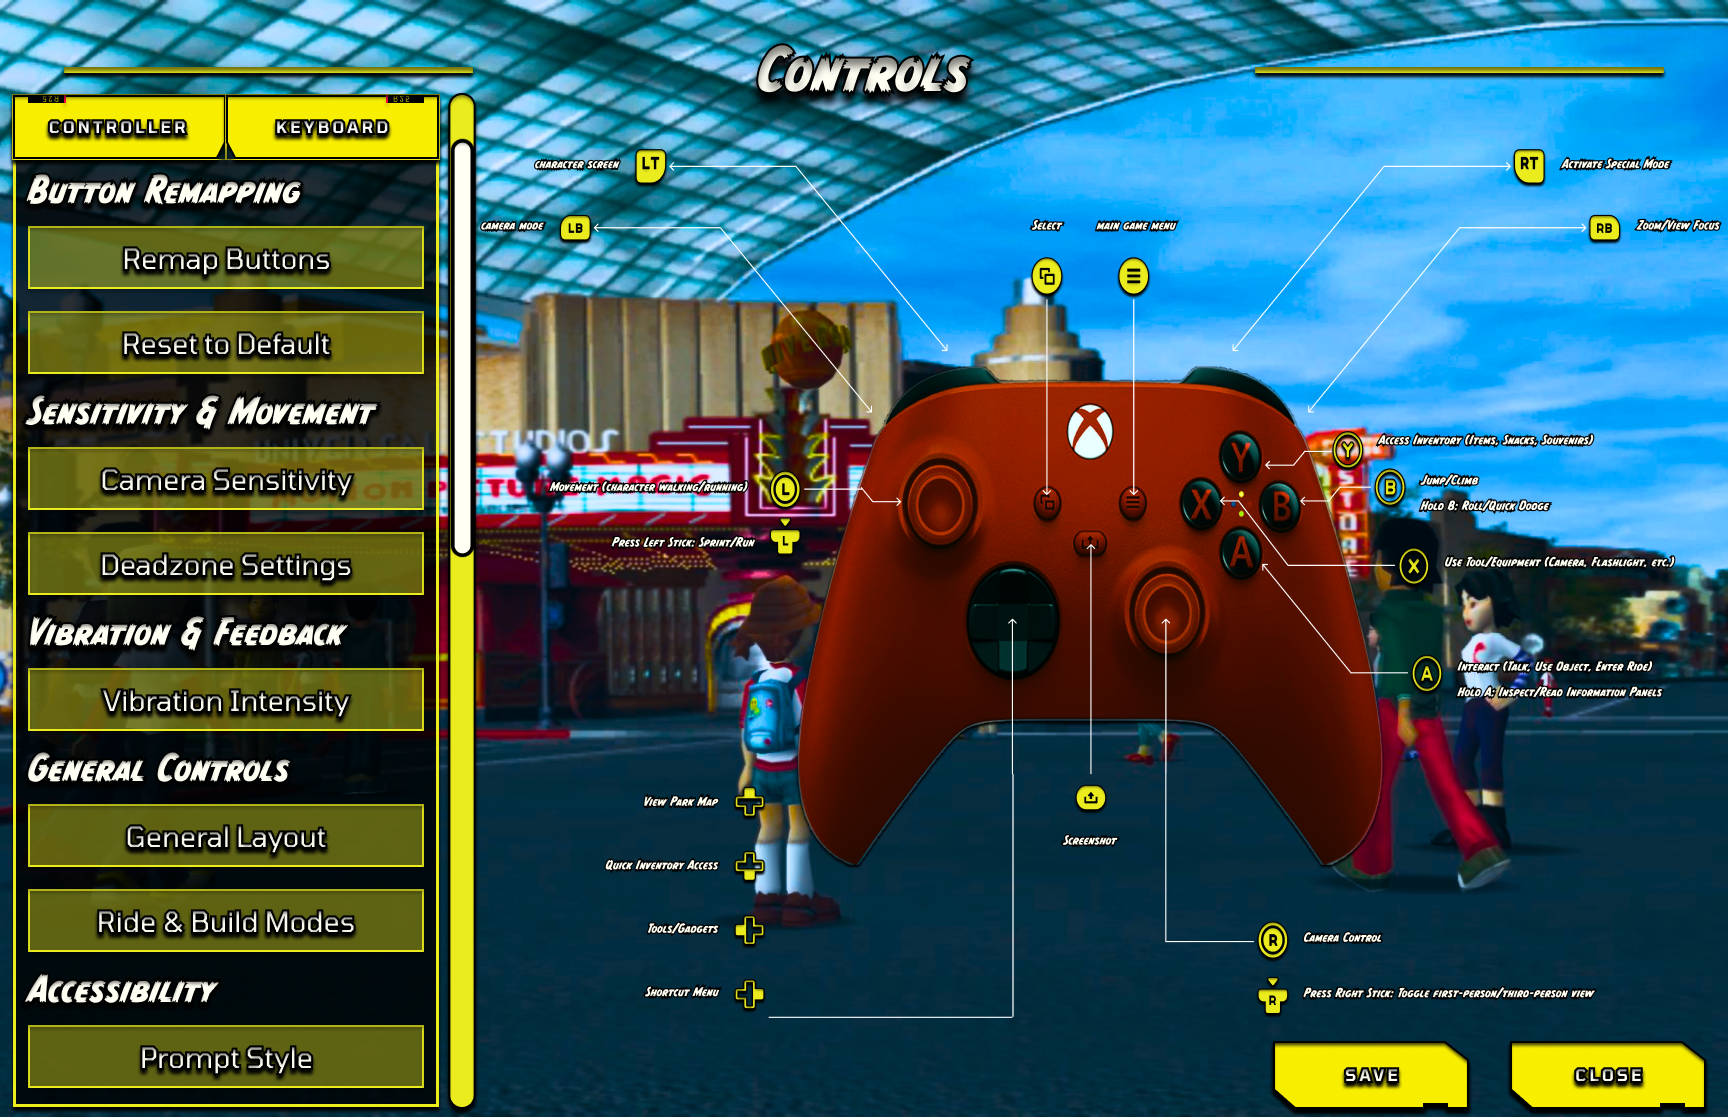 Controls
CONTROLLER
KEYBOARD
Button Remapping
Remap Buttons
Reset to Default
Sensitivity & Movement
Camera Sensitivity
Deadzone Settings
Vibration & Feedback
Vibration Intensity
General Controls
General Layout
Ride & Build Modes
Accessibility
Prompt Style
character screen
LT
camera mode
LB
Select
main game menu
RT
Activate Special Mode
RB
Zoom/View Focus
STUDIOS
Movement (character walking/running)
L
Press Left Stick: Sprint/Run
L
Y
X
B
A
Y
Access Inventory (Items, Snacks, Souvenirs)
B
Jump/Climb
Hold B: Roll/Quick Dodge
X
Use Tool/Equipment (Camera, Flashlight, etc.)
A
Interact (Talk, Use Object, Enter Ride)
Hold A: Inspect/Read Information Panels
View Park Map
Quick Inventory Access
Tools/Gadgets
Shortcut Menu
Screenshot
R
Camera Control
R
Press Right Stick: Toggle first-person/third-person view
SAVE
CLOSE